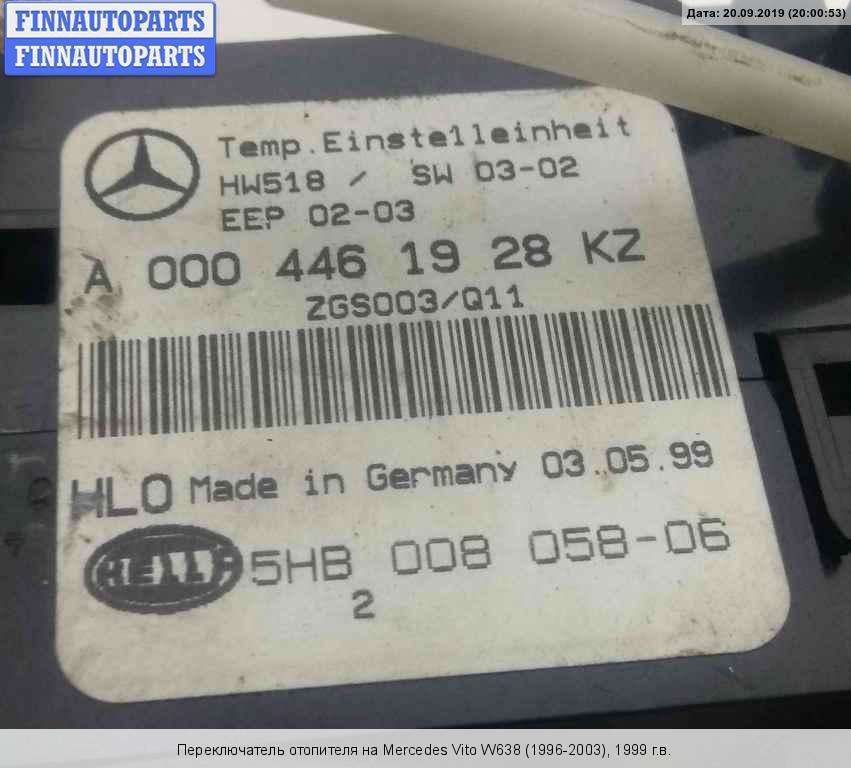 FINNAUTOPARTS
FINNAUTOPARTS
Дата: 20.09.2019 (20:00:53)
Temp.Einstelleinheit
HW518 / SW 03-02
EEP 02-03
A 000 446 19 28 KZ
ZGS003/Q11
HLO Made in Germany 03.05.99
HELLA 5HB 008 058-06
2
Переключатель отопителя на Mercedes Vito W638 (1996-2003), 1999 г.в.